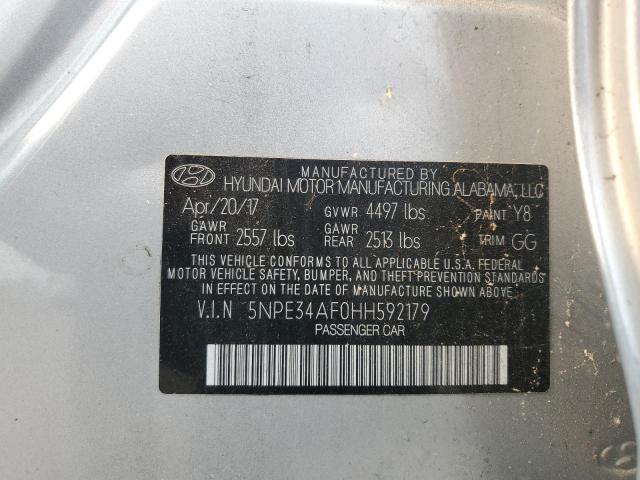 MANUFACTURED BY
HYUNDAI MOTOR MANUFACTURING ALABAMA, LLC
Apr/20/17 GVWR 4497 lbs PAINT Y8
GAWR FRONT 2557 lbs GAWR REAR 2513 lbs TRIM GG
THIS VEHICLE CONFORMS TO ALL APPLICABLE U.S.A. FEDERAL
MOTOR VEHICLE SAFETY, BUMPER, AND THEFT PREVENTION STANDARDS
IN EFFECT ON THE DATE OF MANUFACTURE SHOWN ABOVE.
V.I.N 5NPE34AF0HH592179
PASSENGER CAR